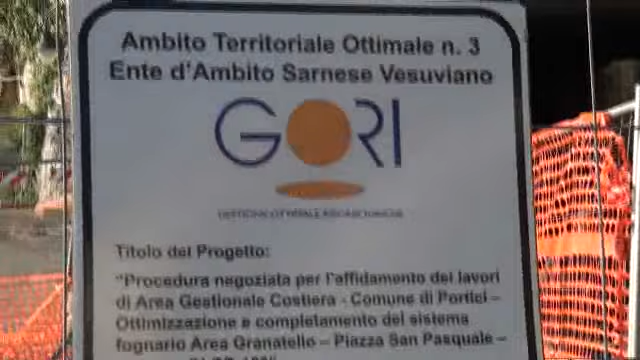 Ambito Territoriale Ottimale n. 3
Ente d'Ambito Sarnese Vesuviano
GORI
Titolo del Progetto:
"Procedura negoziata per l'affidamento dei lavori
di Area Gestionale Costiera - Comune di Portici –
Ottimizzazione e completamento del sistema
fognario Area Granatello – Piazza San Pasquale –